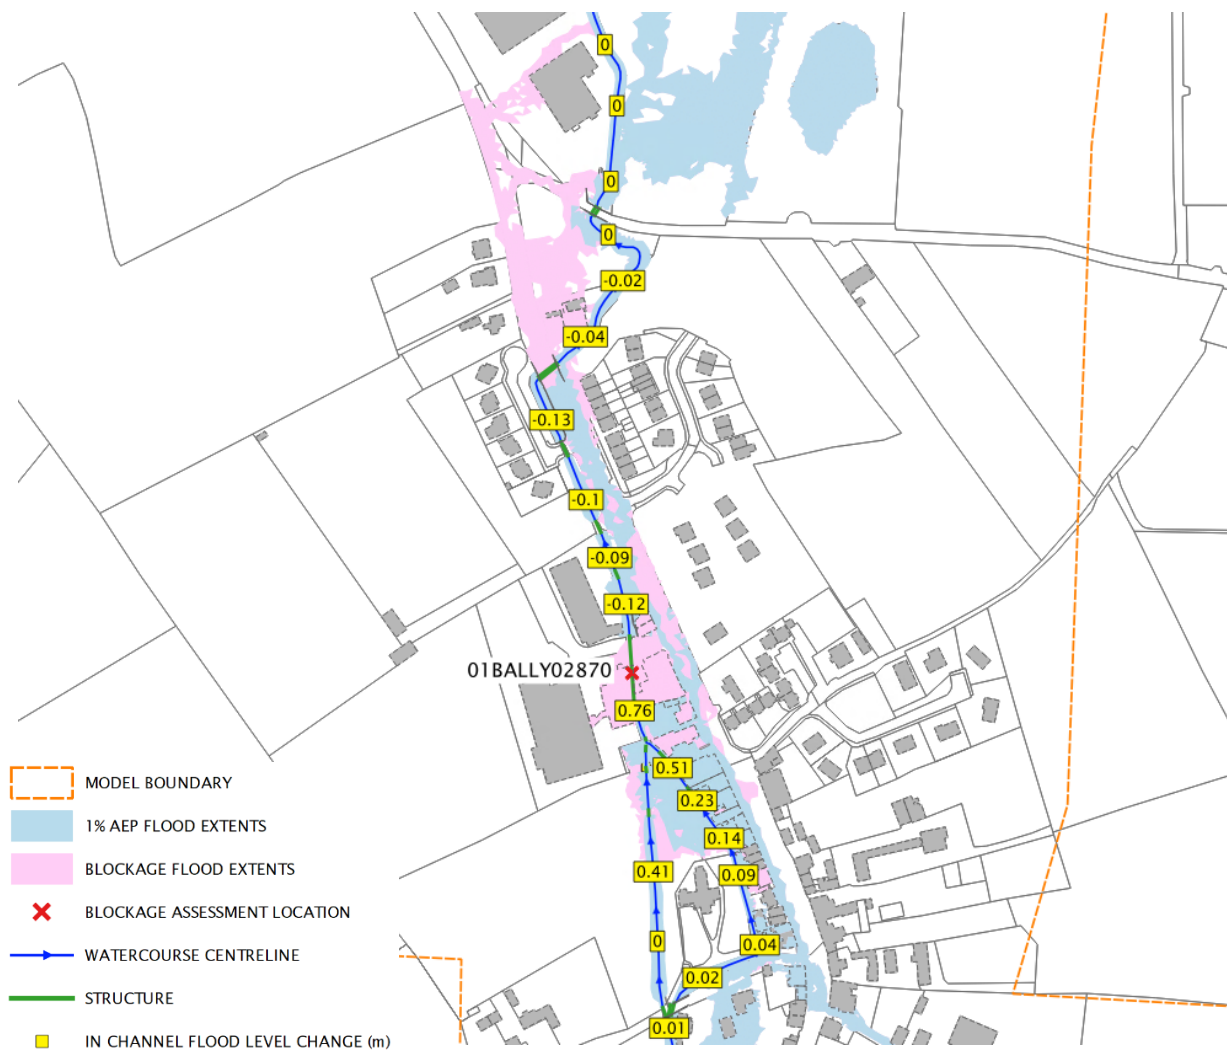 0
0
0
0
-0.02
-0.04
-0.13
-0.1
-0.09
-0.12
01BALLY02870
0.76
0.51
0.23
0.14
0.41
0.09
0
0.04
0.02
0.01
MODEL BOUNDARY
1% AEP FLOOD EXTENTS
BLOCKAGE FLOOD EXTENTS
BLOCKAGE ASSESSMENT LOCATION
WATERCOURSE CENTRELINE
STRUCTURE
IN CHANNEL FLOOD LEVEL CHANGE (m)